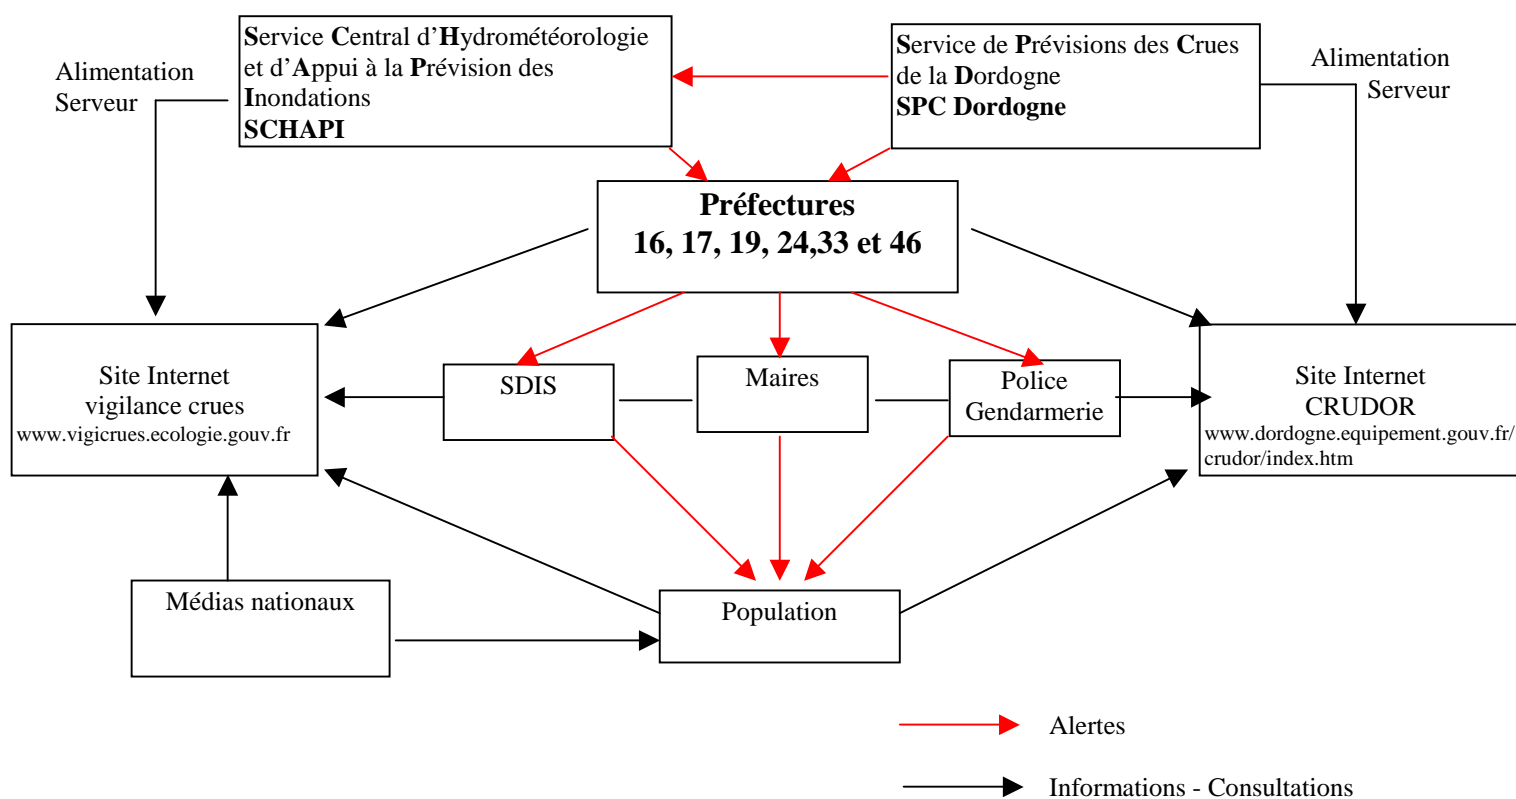 Alimentation
Serveur
Service Central d'Hydrométéorologie
et d'Appui à la Prévision des
Inondations
SCHAPI
Service de Prévisions des Crues
de la Dordogne
SPC Dordogne
Alimentation
Serveur
Préfectures
16, 17, 19, 24,33 et 46
Site Internet
vigilance crues
www.vigicrues.ecologie.gouv.fr
SDIS
Maires
Police
Gendarmerie
Site Internet
CRUDOR
www.dordogne.equipement.gouv.fr/
crudor/index.htm
Médias nationaux
Population
Alertes
Informations - Consultations